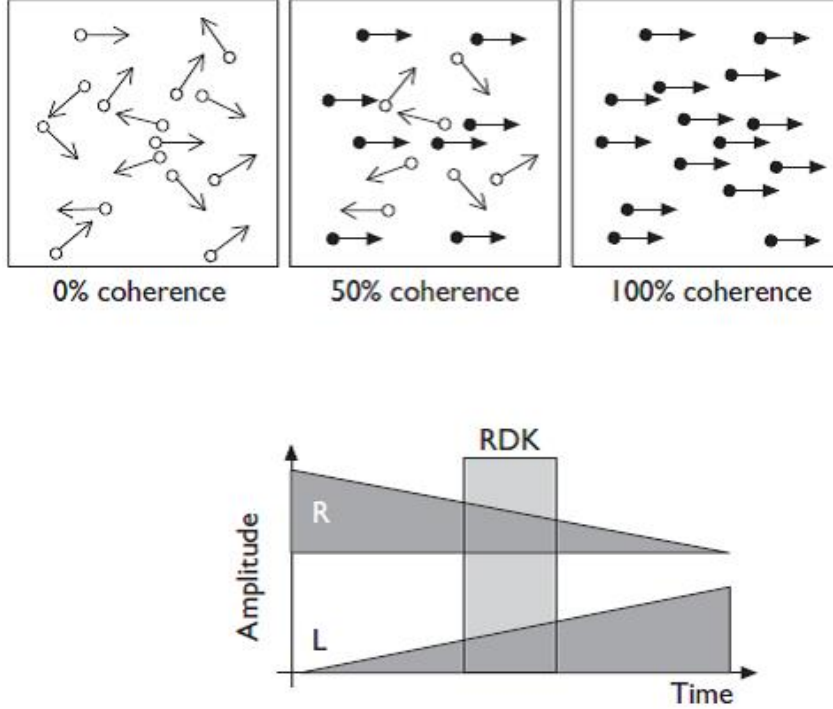 0% coherence
50% coherence
100% coherence
RDK
R
Amplitude
L
Time